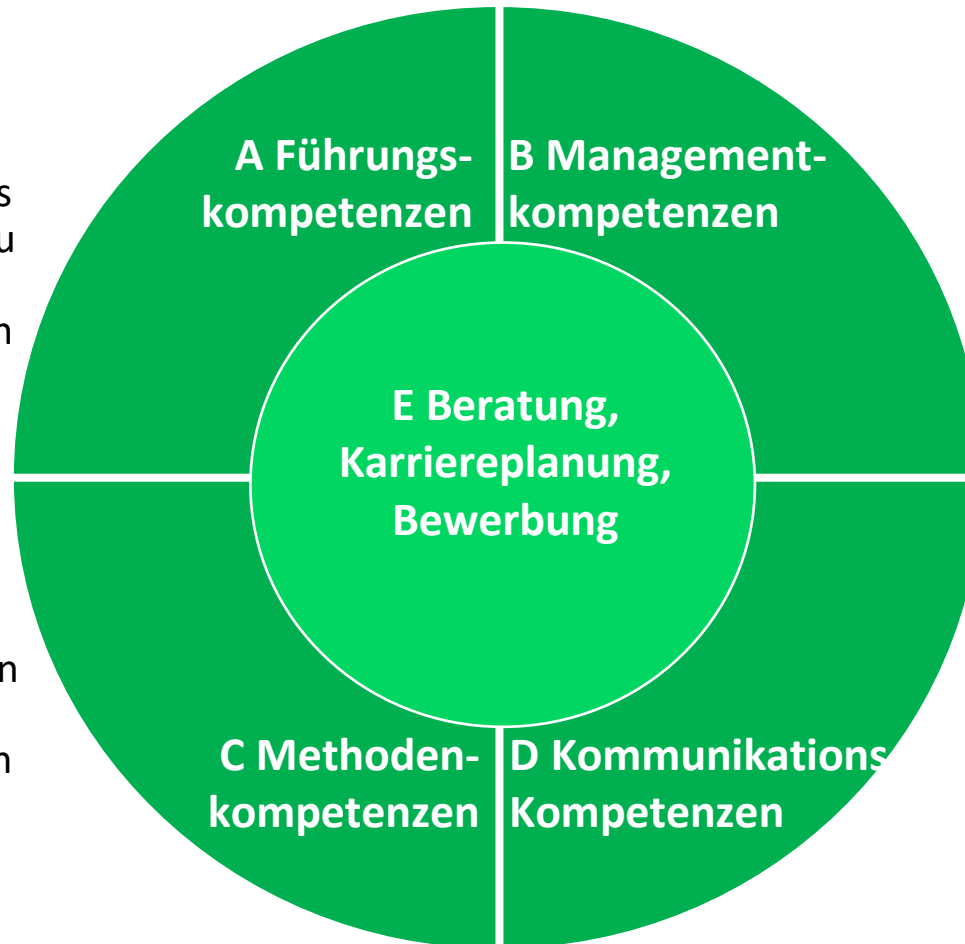 A Führungs-
kompetenzen
B Management-
kompetenzen
E Beratung,
Karriereplanung,
Bewerbung
C Methoden-
kompetenzen
D Kommunikations
Kompetenzen